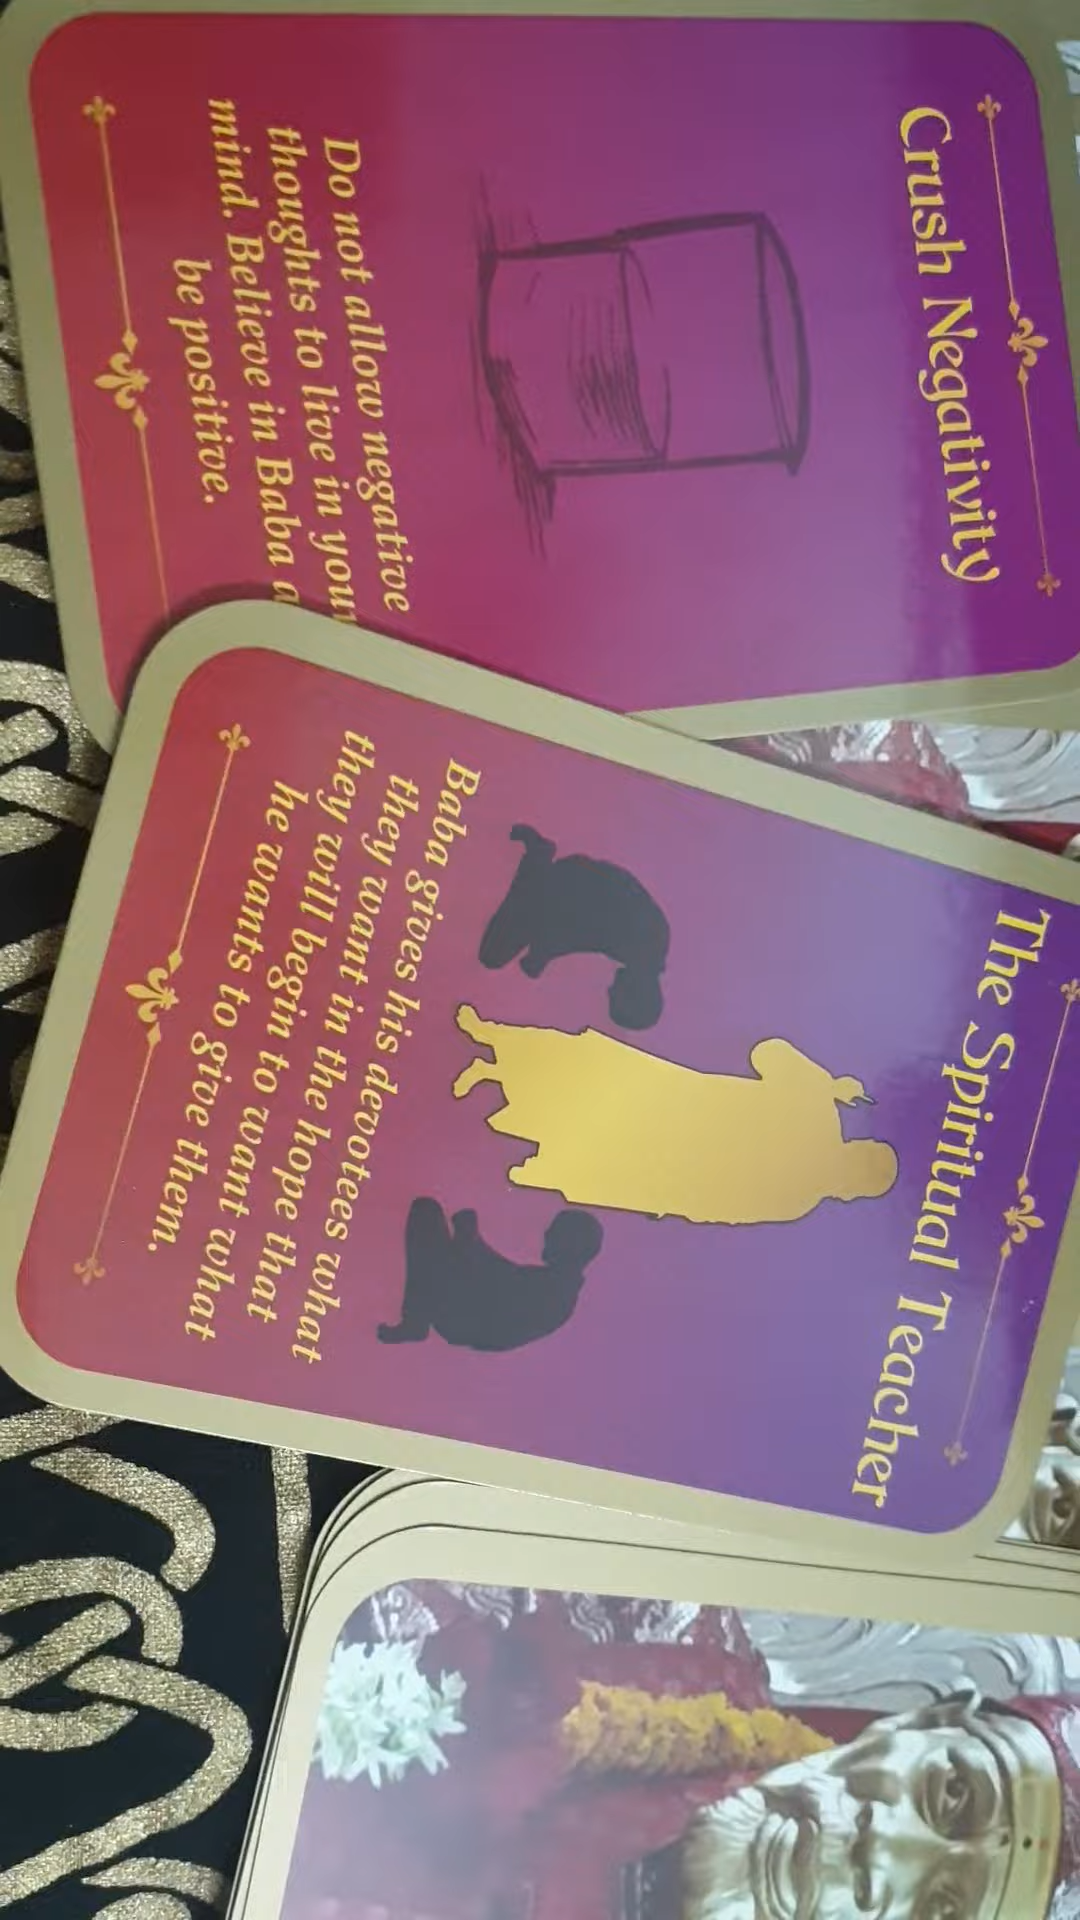 Crush Negativity
Do not allow negative
thoughts to live in your
mind. Believe in Baba
be positive.
The Spiritual Teacher
Baba gives his devotees what
they want in the hope that
they will begin to want what
he wants to give them.